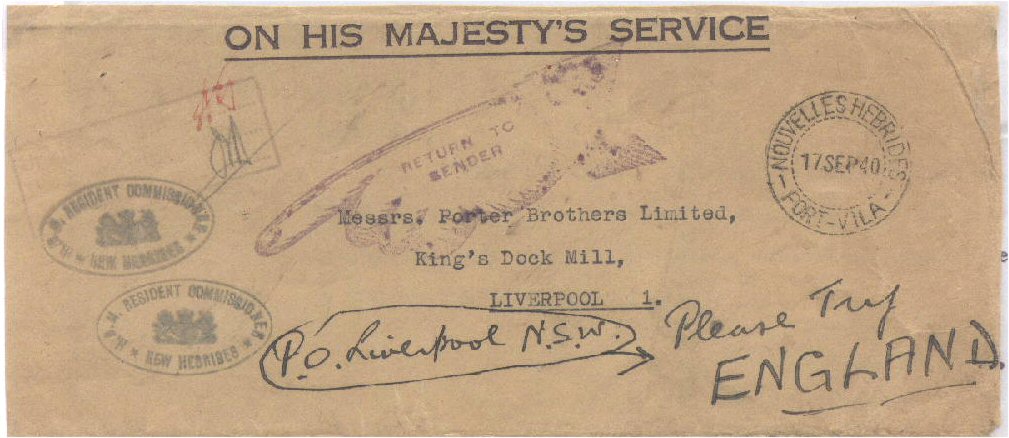 ON HIS MAJESTY'S SERVICE
RETURN TO
SENDER
NOUVELLES HEBRIDES
17 SEP 40
PORT-VILA
H.B.M. RESIDENT COMMISSIONER
NEW HEBRIDES
Messrs. Porter Brothers Limited,
King's Dock Mill,
LIVERPOOL 1.
H.B.M. RESIDENT COMMISSIONER
NEW HEBRIDES
P.O. Liverpool N.S.W.
Please Try
ENGLAND.